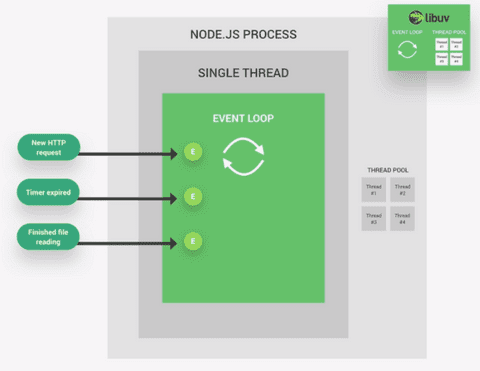 NODE.JS PROCESS
SINGLE THREAD
EVENT LOOP
New HTTP
request
E
Timer expired
E
Finished file
reading
E
THREAD POOL
Thread
#1
Thread
#2
Thread
#3
Thread
#4
libuv
EVENT LOOP
THREAD POOL
Thread
#1
Thread
#2
Thread
#3
Thread
#4